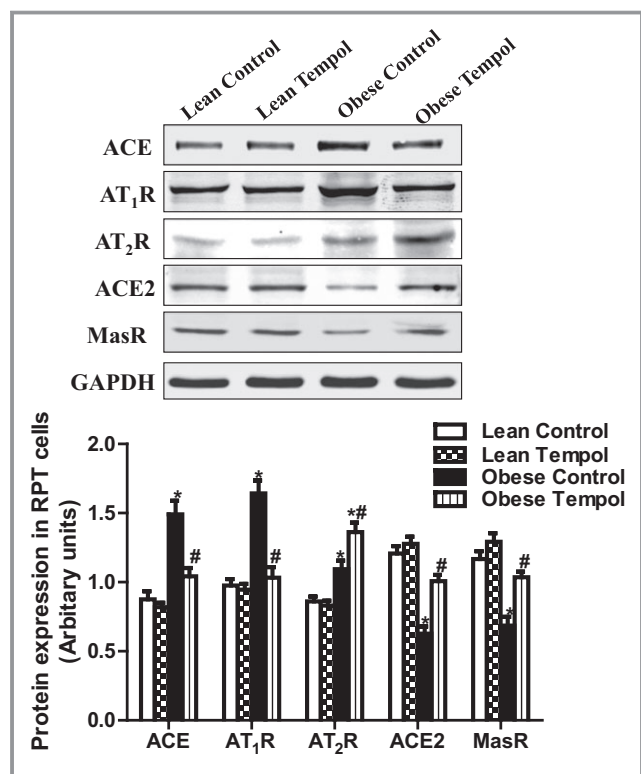 Lean Control
Lean Tempol
Obese Control
Obese Tempol
ACE
AT₁R
AT₂R
ACE2
MasR
GAPDH
Lean Control
Lean Tempol
Obese Control
Obese Tempol
Protein expression in RPT cells
(Arbitary units)
2.0
1.5
1.0
0.5
0.0
*
#
*
#
*
*#
*
#
*
#
ACE
AT₁R
AT₂R
ACE2
MasR